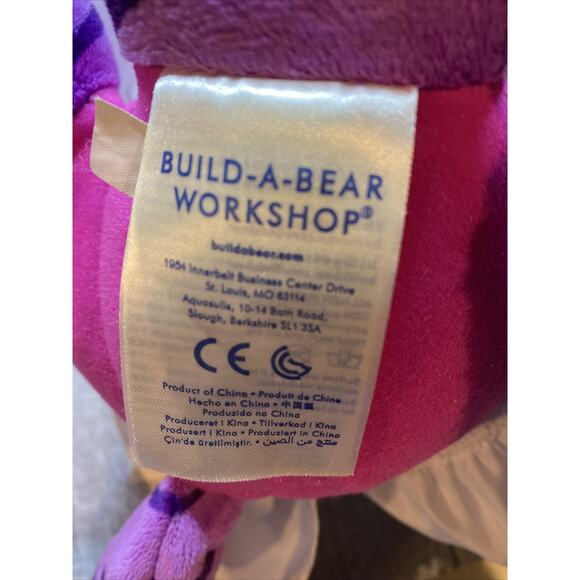 BUILD-A-BEAR
WORKSHOP®
buildabear.com
1954 Innerbelt Business Center Drive
St. Louis, MO 63114
Aquasulis, 10-14 Bath Road,
Slough, Berkshire SL1 3SA
CE
Product of China • Produit de Chine
Hecho en China • 中国製
Produzido na China
Produceret i Kina • Tillverkad i Kina
Produsert i Kina • Produziert in China
Çin'de üretilmiştir. • منتج من الصين